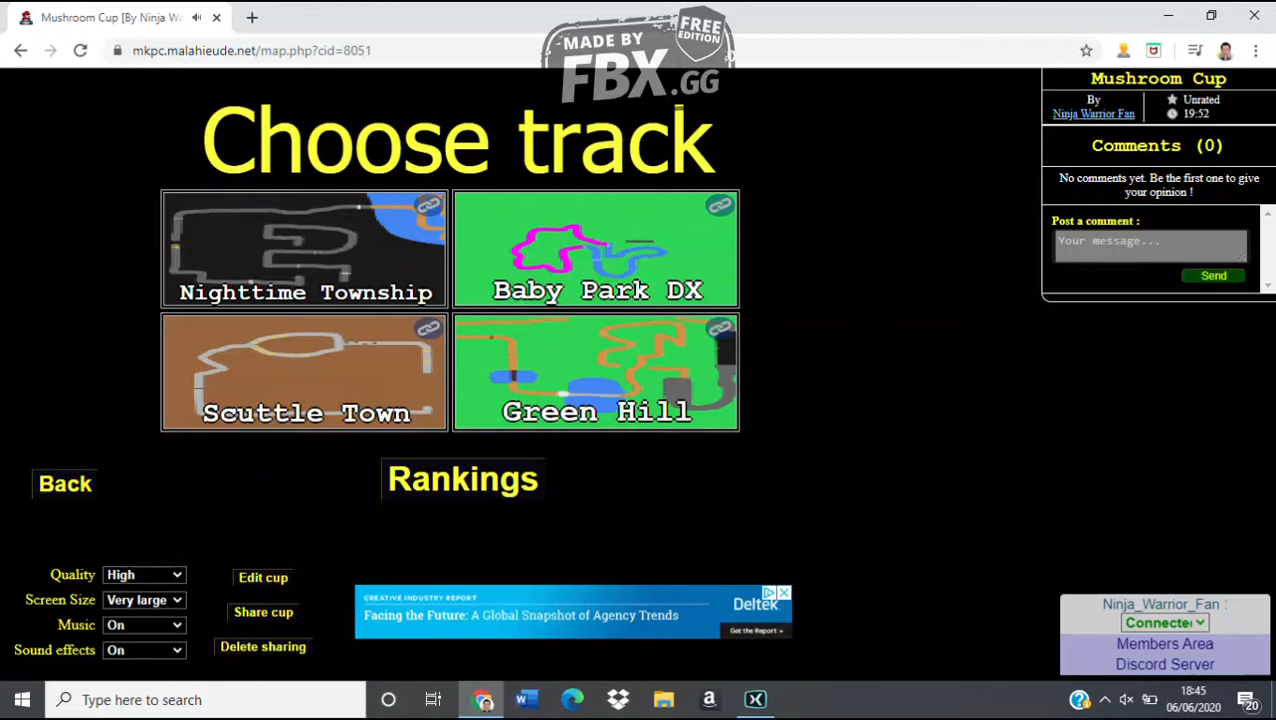 Mushroom Cup [By Ninja Wa
mkpc.malahieude.net/map.php?cid=8051
MADE BY
FBX.GG
FREE
EDITION
Choose track
Nighttime Township
Baby Park DX
Scuttle Town
Green Hill
Back
Rankings
Quality
High
Screen Size
Very large
Music
On
Sound effects
On
Edit cup
Share cup
Delete sharing
CREATIVE INDUSTRY REPORT
Facing the Future: A Global Snapshot of Agency Trends
Deltek
Get the Report »
Mushroom Cup
By
Ninja Warrior Fan
Unrated
19:52
Comments (0)
No comments yet. Be the first one to give
your opinion !
Post a comment :
Your message...
Send
Ninja_Warrior_Fan :
Connecte
Members Area
Discord Server
Type here to search
18:45
06/06/2020
20